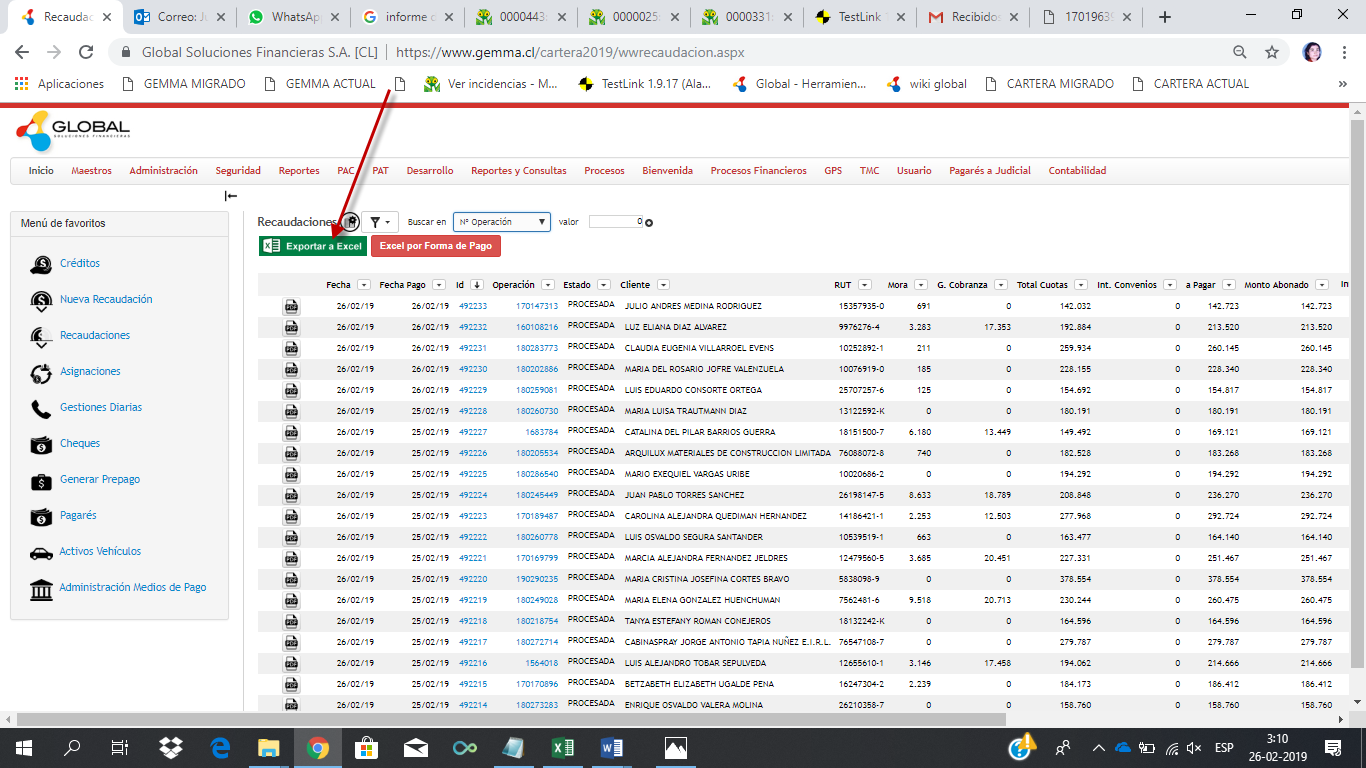 Recaudac
Correo: Ju
WhatsApp
informe d
0000443
0000025
0000331
TestLink 1
Recibidos
1701963
Global Soluciones Financieras S.A. [CL] | https://www.gemma.cl/cartera2019/wwrecaudacion.aspx
Aplicaciones GEMMA MIGRADO GEMMA ACTUAL Ver incidencias - M... TestLink 1.9.17 (Ala... Global - Herramien... wiki global CARTERA MIGRADO CARTERA ACTUAL »
GLOBAL
SOLUCIONES FINANCIERAS
Inicio Maestros Administración Seguridad Reportes PAC PAT Desarrollo Reportes y Consultas Procesos Bienvenida Procesos Financieros GPS TMC Usuario Pagarés a Judicial Contabilidad
Menú de favoritos
Créditos
Nueva Recaudación
Recaudaciones
Asignaciones
Gestiones Diarias
Cheques
Generar Prepago
Pagarés
Activos Vehículos
Administración Medios de Pago
Recaudaciones Buscar en Nº Operación valor 0
Exportar a Excel Excel por Forma de Pago
Fecha Fecha Pago Id Operación Estado Cliente RUT Mora G. Cobranza Total Cuotas Int. Convenios a Pagar Monto Abonado In
PDF 26/02/19 26/02/19 492233 170147313 PROCESADA JULIO ANDRES MEDINA RODRIGUEZ 15357935-0 691 0 142.032 0 142.723 142.723
PDF 26/02/19 26/02/19 492232 160108216 PROCESADA LUZ ELIANA DIAZ ALVAREZ 9976276-4 3.283 17.353 192.884 0 213.520 213.520
PDF 26/02/19 26/02/19 492231 180283773 PROCESADA CLAUDIA EUGENIA VILLARROEL EVENS 10252892-1 211 0 259.934 0 260.145 260.145
PDF 26/02/19 26/02/19 492230 180202886 PROCESADA MARIA DEL ROSARIO JOFRE VALENZUELA 10076919-0 185 0 228.155 0 228.340 228.340
PDF 26/02/19 26/02/19 492229 180259081 PROCESADA LUIS EDUARDO CONSORTE ORTEGA 25707257-6 125 0 154.692 0 154.817 154.817
PDF 26/02/19 25/02/19 492228 180260730 PROCESADA MARIA LUISA TRAUTMANN DIAZ 13122592-K 0 0 180.191 0 180.191 180.191
PDF 26/02/19 25/02/19 492227 1683784 PROCESADA CATALINA DEL PILAR BARRIOS GUERRA 18151500-7 6.180 13.449 149.492 0 169.121 169.121
PDF 26/02/19 25/02/19 492226 180205534 PROCESADA ARQUILUX MATERIALES DE CONSTRUCCION LIMITADA 76088072-8 740 0 182.528 0 183.268 183.268
PDF 26/02/19 25/02/19 492225 180286540 PROCESADA MARIO EXEQUIEL VARGAS URIBE 10020686-2 0 0 194.292 0 194.292 194.292
PDF 26/02/19 25/02/19 492224 180245449 PROCESADA JUAN PABLO TORRES SANCHEZ 26198147-5 8.633 18.789 208.848 0 236.270 236.270
PDF 26/02/19 25/02/19 492223 170189487 PROCESADA CAROLINA ALEJANDRA QUEDIMAN HERNANDEZ 14186421-1 2.253 12.503 277.968 0 292.724 292.724
PDF 26/02/19 25/02/19 492222 180260778 PROCESADA LUIS OSVALDO SEGURA SANTANDER 10539519-1 663 0 163.477 0 164.140 164.140
PDF 26/02/19 25/02/19 492221 170169799 PROCESADA MARCIA ALEJANDRA FERNANDEZ JELDRES 12479560-5 3.685 20.451 227.331 0 251.467 251.467
PDF 26/02/19 25/02/19 492220 190290235 PROCESADA MARIA CRISTINA JOSEFINA CORTES BRAVO 5838098-9 0 0 378.554 0 378.554 378.554
PDF 26/02/19 25/02/19 492219 180249028 PROCESADA MARIA ELENA GONZALEZ HUENCHUMAN 7562481-6 9.518 20.713 230.244 0 260.475 260.475
PDF 26/02/19 25/02/19 492218 180218754 PROCESADA TANYA ESTEFANY ROMAN CONEJEROS 18132242-K 0 0 164.596 0 164.596 164.596
PDF 26/02/19 25/02/19 492217 180272714 PROCESADA CABINASPRAY JORGE ANTONIO TAPIA NUÑEZ E.I.R.L. 76547108-7 0 0 279.787 0 279.787 279.787
PDF 26/02/19 25/02/19 492216 1564018 PROCESADA LUIS ALEJANDRO TOBAR SEPULVEDA 12655610-1 3.146 17.458 194.062 0 214.666 214.666
PDF 26/02/19 25/02/19 492215 170170896 PROCESADA BETZABETH ELIZABETH UGALDE PENA 16247304-2 2.239 0 184.173 0 186.412 186.412
PDF 26/02/19 25/02/19 492214 180273283 PROCESADA ENRIQUE OSVALDO VALERA MOLINA 26210358-7 0 0 158.760 0 158.760 158.760
ESP 3:10
26-02-2019